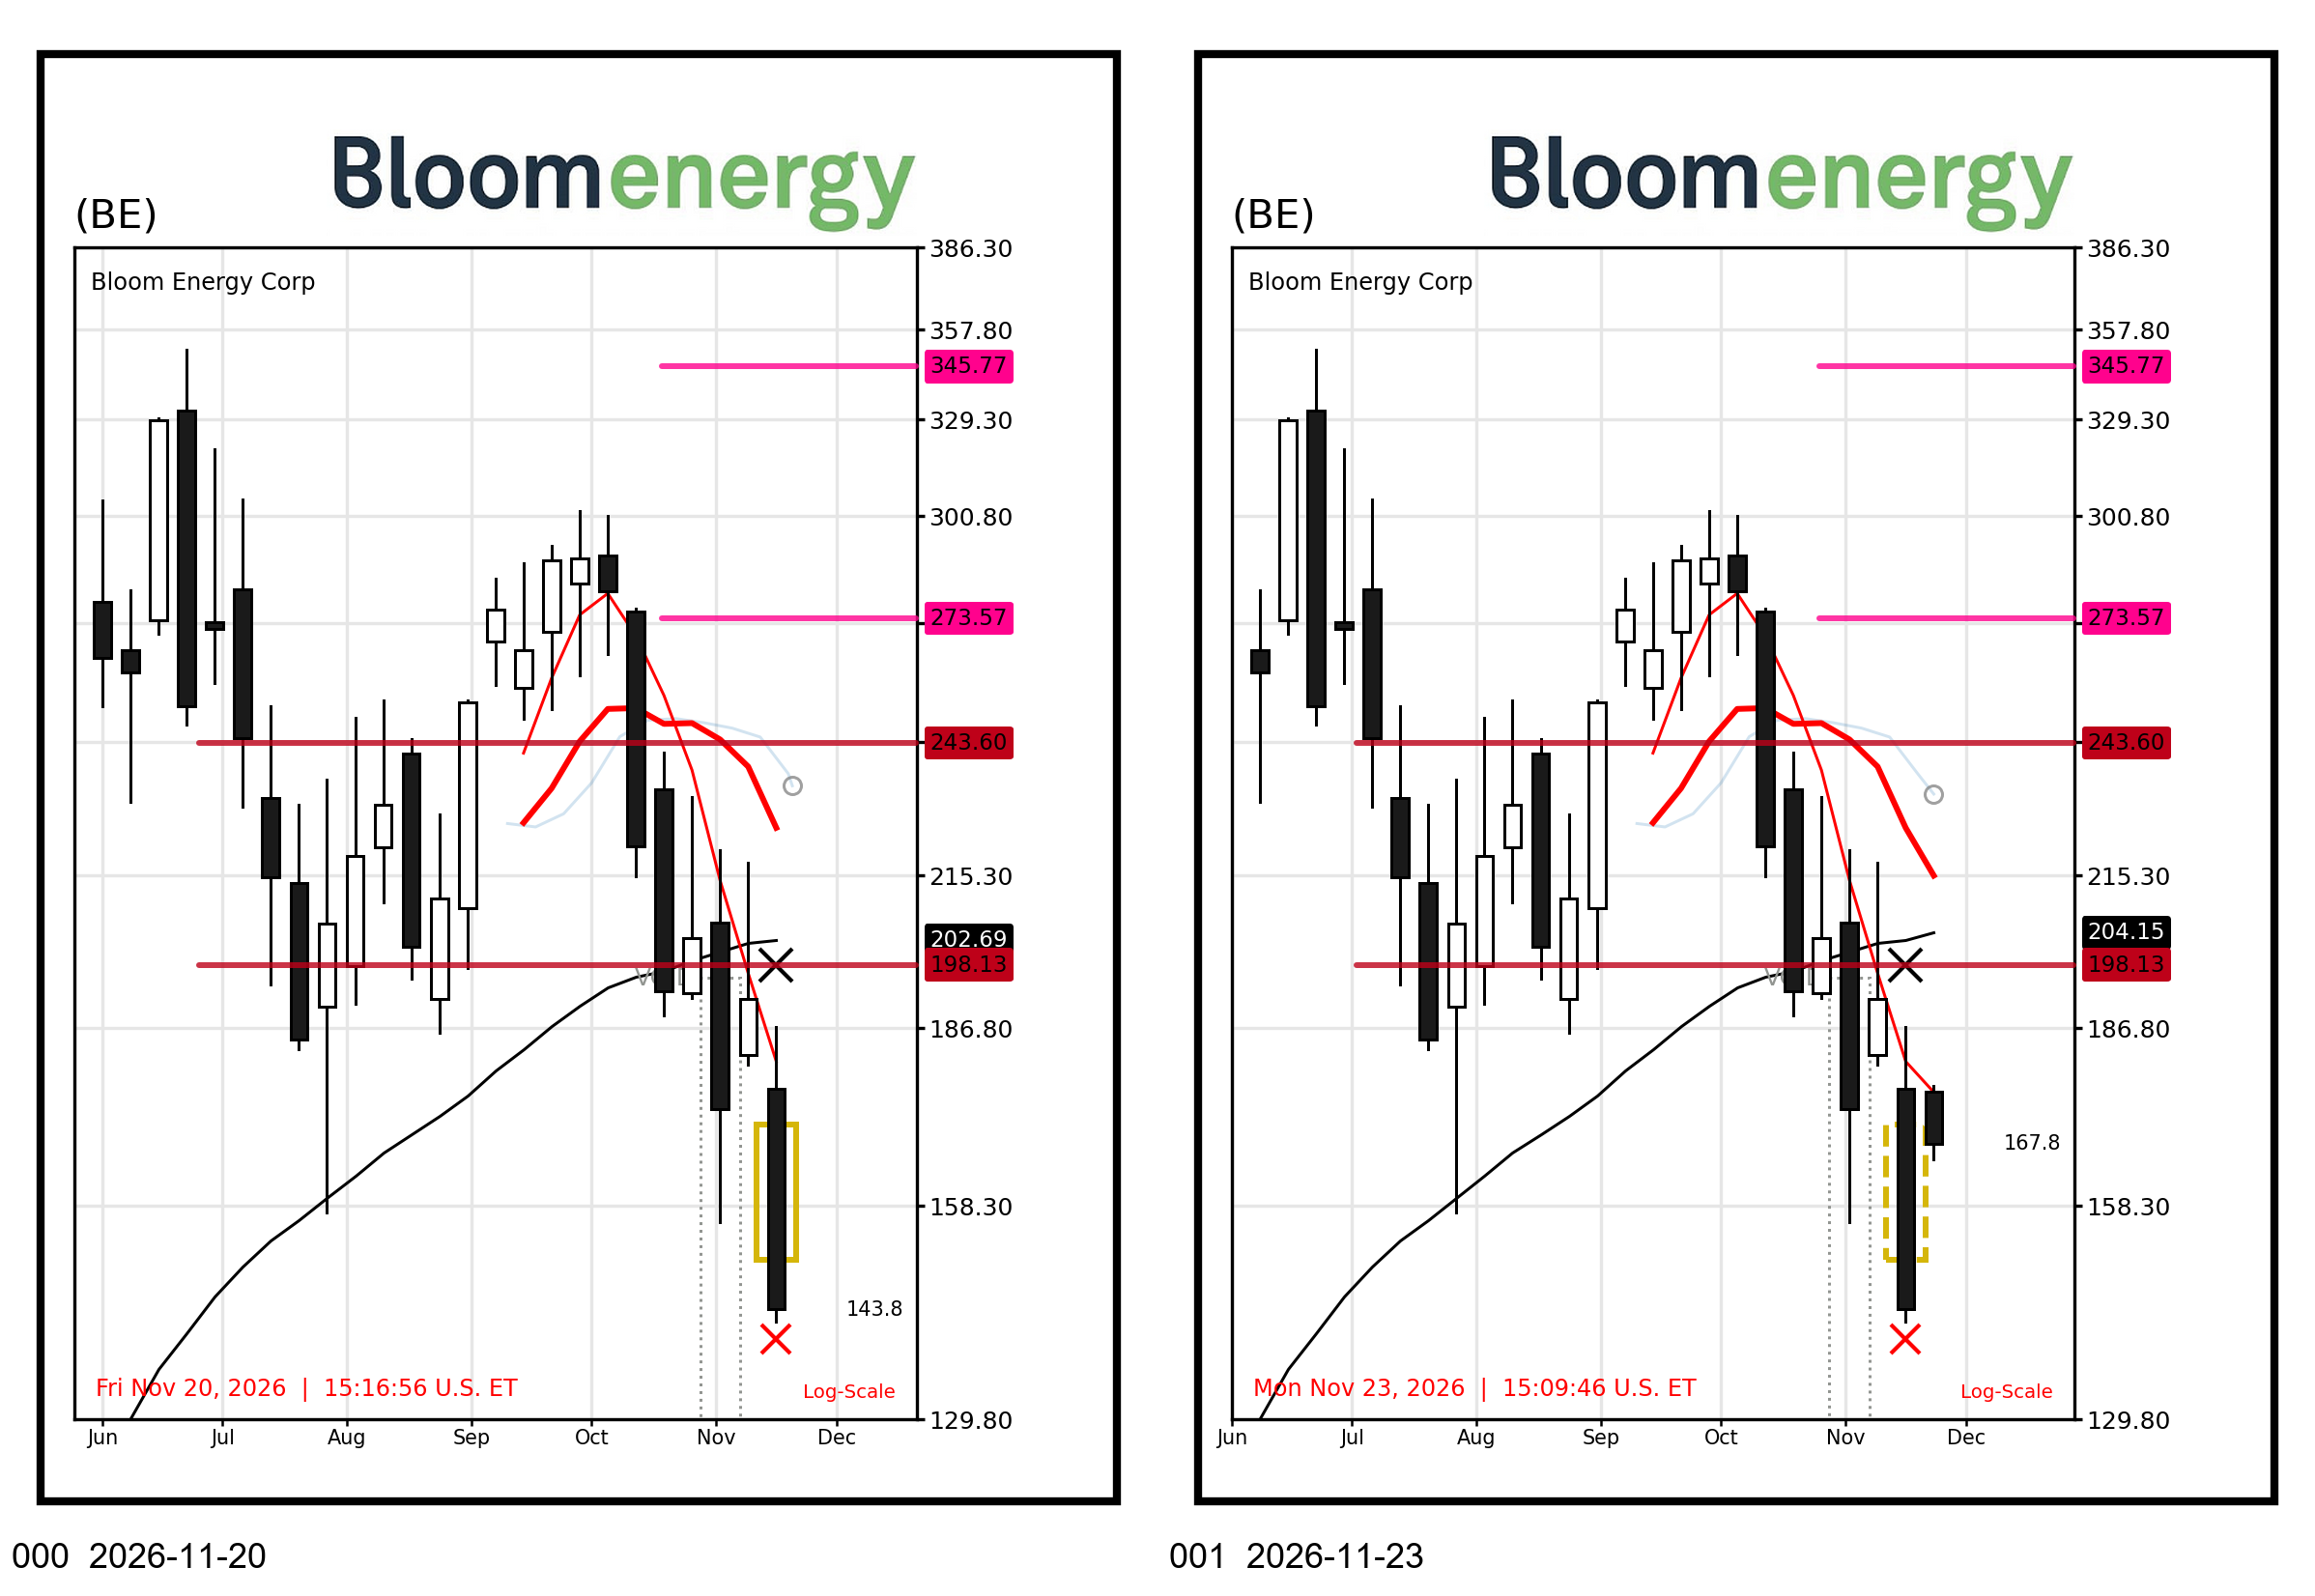 Bloomenergy
(BE)
Bloom Energy Corp
386.30
357.80
345.77
329.30
300.80
273.57
243.60
215.30
202.69
198.13
186.80
158.30
143.8
129.80
Fri Nov 20, 2026 | 15:16:56 U.S. ET
Log-Scale
Jun Jul Aug Sep Oct Nov Dec
000 2026-11-20
Bloomenergy
(BE)
Bloom Energy Corp
386.30
357.80
345.77
329.30
300.80
273.57
243.60
215.30
204.15
198.13
186.80
167.8
158.30
129.80
Mon Nov 23, 2026 | 15:09:46 U.S. ET
Log-Scale
Jun Jul Aug Sep Oct Nov Dec
001 2026-11-23